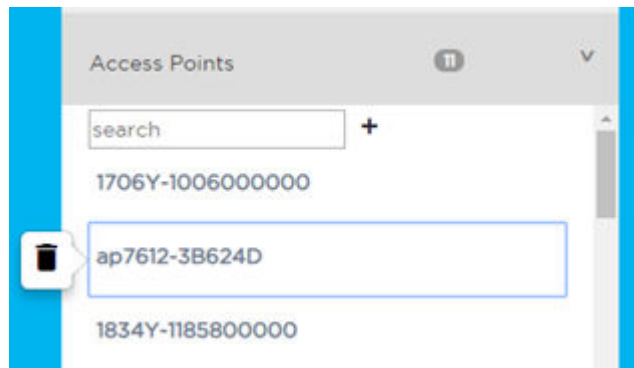 Access Points 11
search +
1706Y-1006000000
ap7612-3B624D
1834Y-1185800000